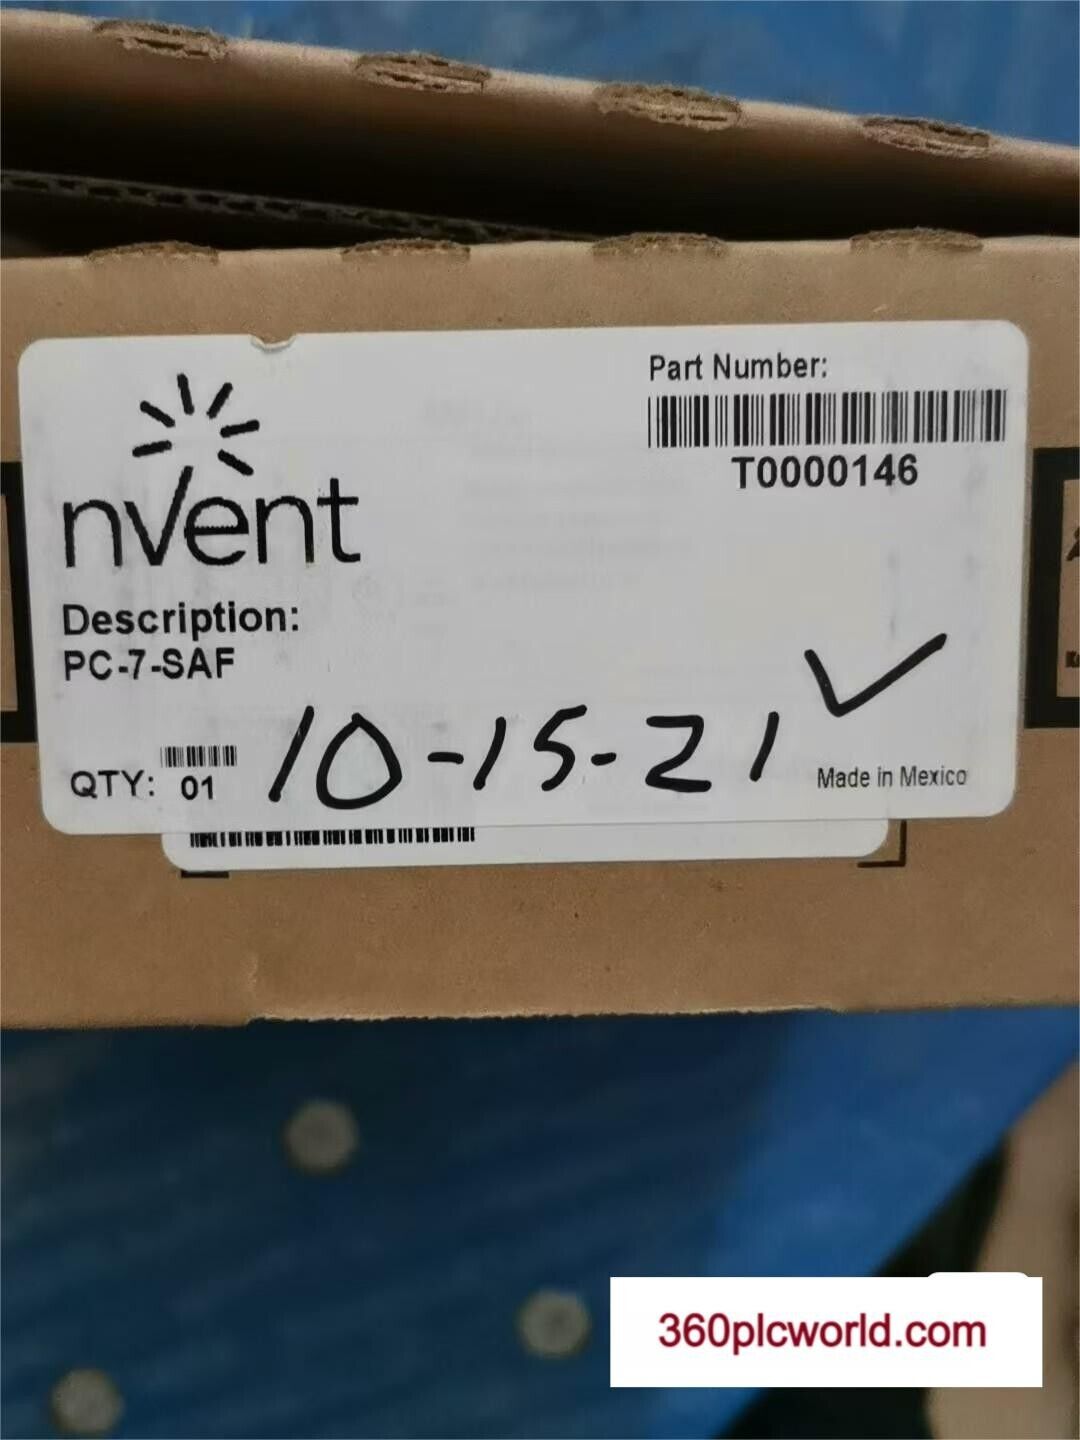 nVent
Part Number:
T0000146
Description:
PC-7-SAF
QTY: 01
10-15-21
Made in Mexico
360plcworld.com